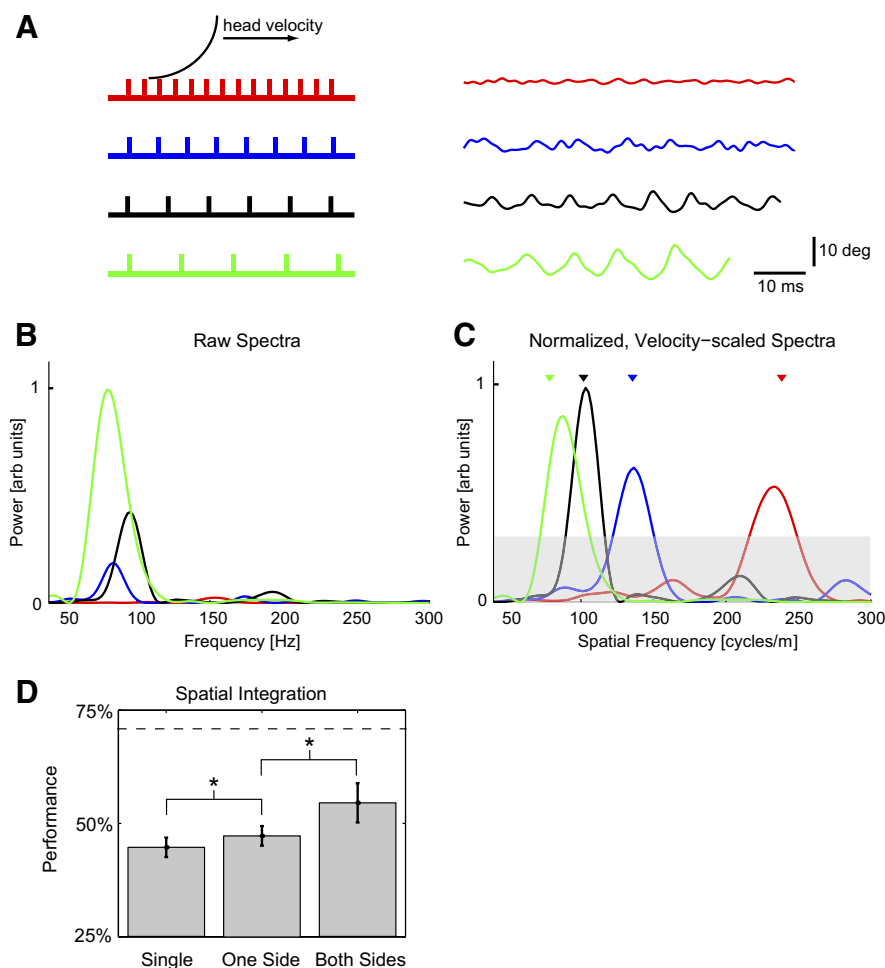 A
head velocity
10 deg
10 ms
B
Raw Spectra
1
Power [arb units]
0
50 100 150 200 250 300
Frequency [Hz]
C
Normalized, Velocity−scaled Spectra
1
Power [arb units]
0
50 100 150 200 250 300
Spatial Frequency [cycles/m]
D
Spatial Integration
75%
*
*
50%
Performance
25%
Single One Side Both Sides